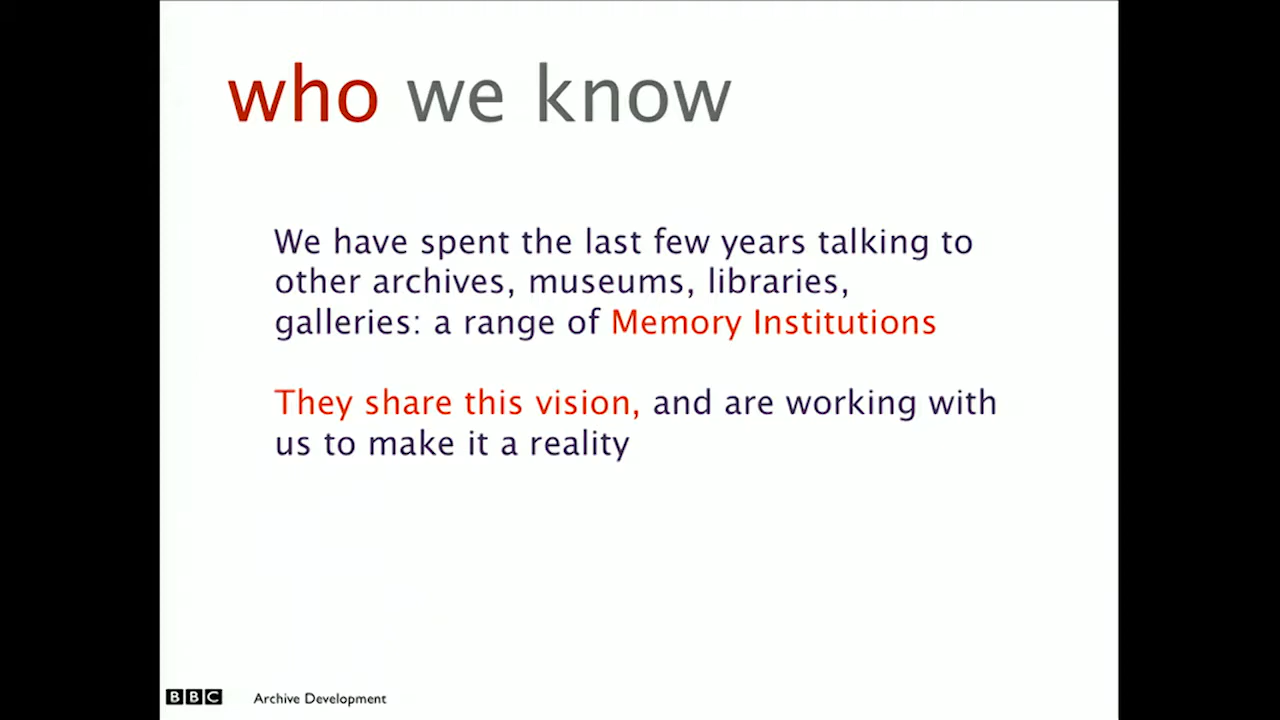 who we know
We have spent the last few years talking to
other archives, museums, libraries,
galleries: a range of Memory Institutions
They share this vision, and are working with
us to make it a reality
BBC Archive Development